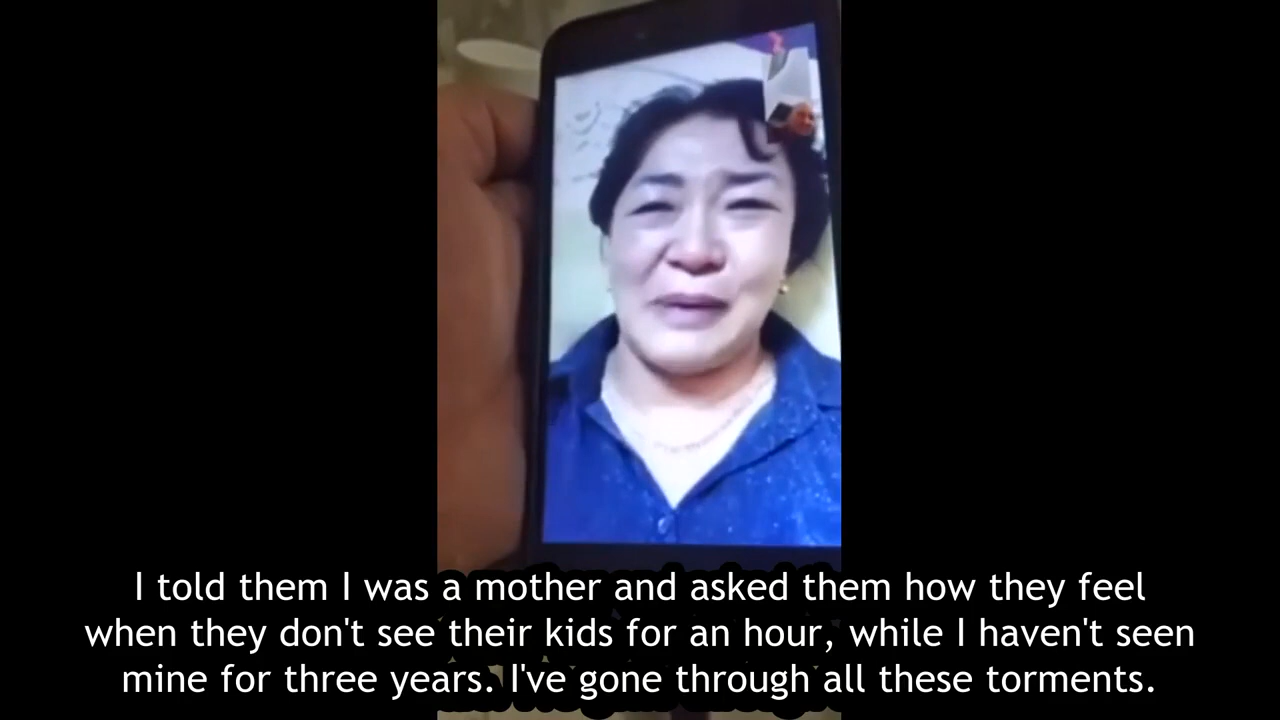 I told them I was a mother and asked them how they feel
when they don't see their kids for an hour, while I haven't seen
mine for three years. I've gone through all these torments.